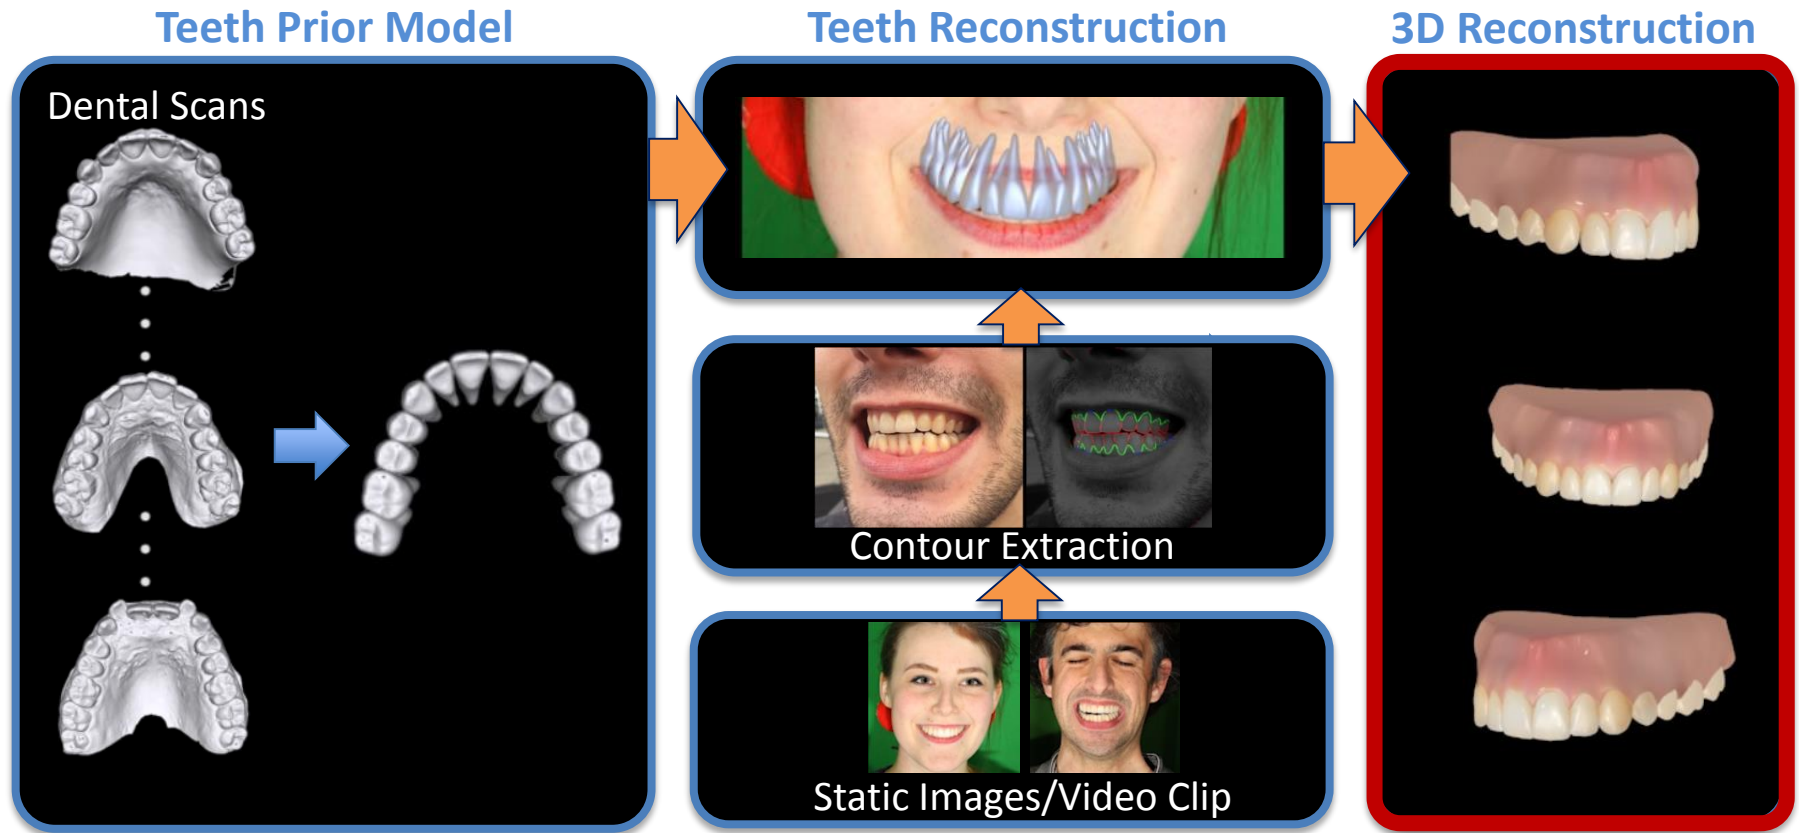 Teeth Prior Model
Teeth Reconstruction
3D Reconstruction
Dental Scans
Contour Extraction
Static Images/Video Clip